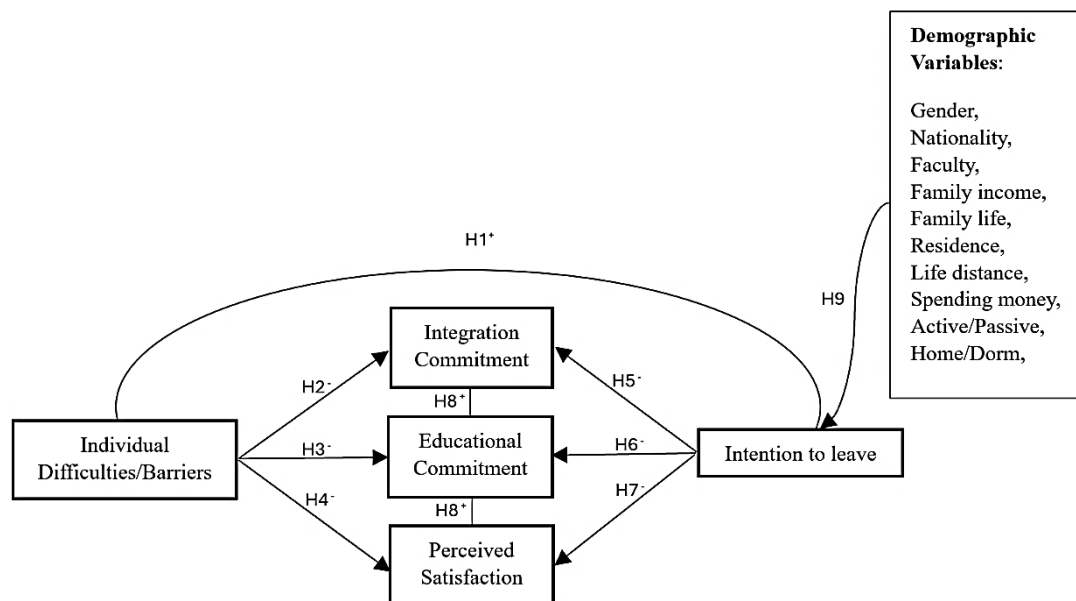 Demographic
Variables:
Gender,
Nationality,
Faculty,
Family income,
Family life,
Residence,
Life distance,
Spending money,
Active/Passive,
Home/Dorm,
H1+
H9
Integration
Commitment
H2-
H5-
H8+
Individual
Difficulties/Barriers
H3-
Educational
Commitment
H6-
Intention to leave
H4-
H7-
H8+
Perceived
Satisfaction